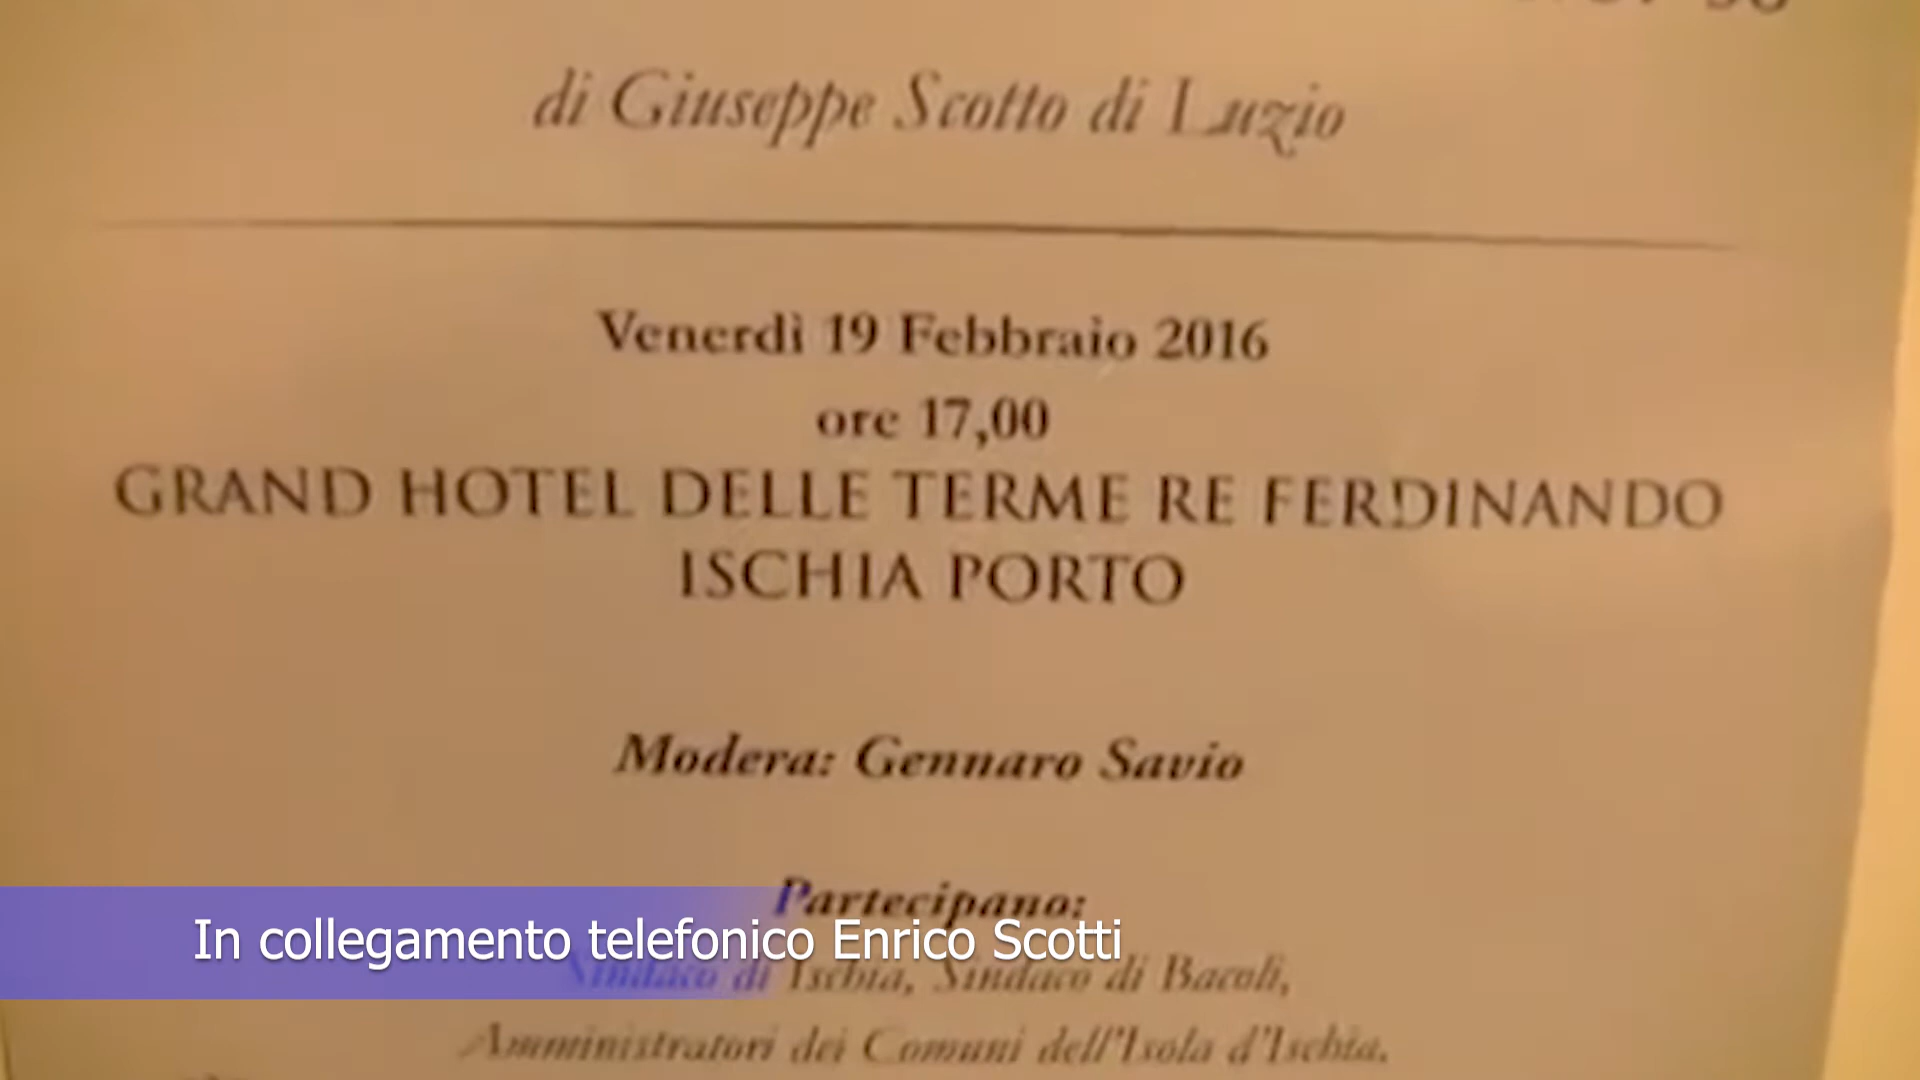 di Giuseppe Scotto di Luzio
Venerdì 19 Febbraio 2016
ore 17,00
GRAND HOTEL DELLE TERME RE FERDINANDO
ISCHIA PORTO
Modera: Gennaro Savio
Partecipano:
In collegamento telefonico Enrico Scotti
Sindaco di Ischia, Sindaco di Bacoli,
Amministratori dei Comuni dell'Isola d'Ischia.